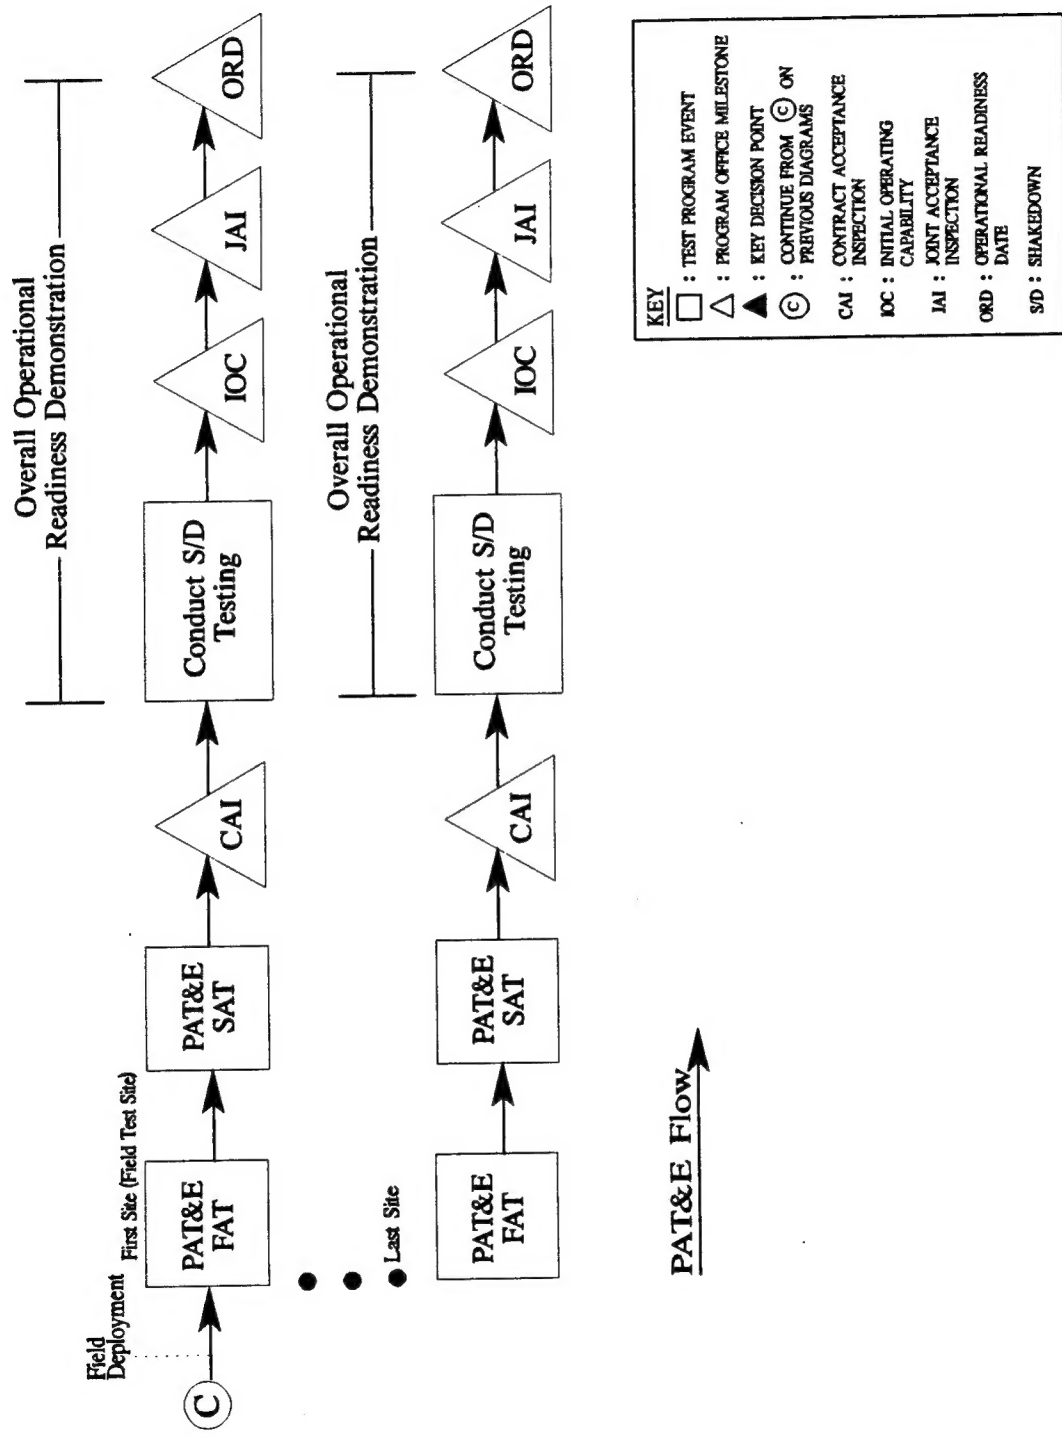 Overall Operational
Readiness Demonstration
Field
Deployment
First Site (Field Test Site)
C
PAT&E
FAT
PAT&E
SAT
CAI
Conduct S/D
Testing
IOC
JAI
ORD
Overall Operational
Readiness Demonstration
Last Site
PAT&E
FAT
PAT&E
SAT
CAI
Conduct S/D
Testing
IOC
JAI
ORD
PAT&E Flow
KEY
: TEST PROGRAM EVENT
: PROGRAM OFFICE MILESTONE
: KEY DECISION POINT
C : CONTINUE FROM C ON
PREVIOUS DIAGRAMS
CAI : CONTRACT ACCEPTANCE
INSPECTION
IOC : INITIAL OPERATING
CAPABILITY
JAI : JOINT ACCEPTANCE
INSPECTION
ORD : OPERATIONAL READINESS
DATE
S/D : SHAKEDOWN